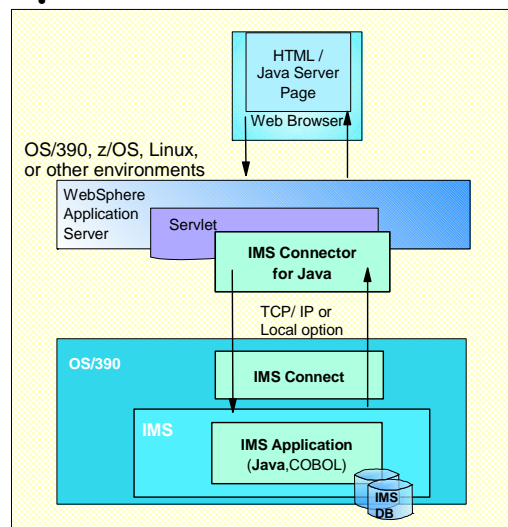 HTML /
Java Server
Page
Web Browser
OS/390, z/OS, Linux,
or other environments
WebSphere
Application
Server
Servlet
IMS Connector
for Java
TCP/ IP or
Local option
OS/390
IMS Connect
IMS
IMS Application
(Java,COBOL)
IMS
DB